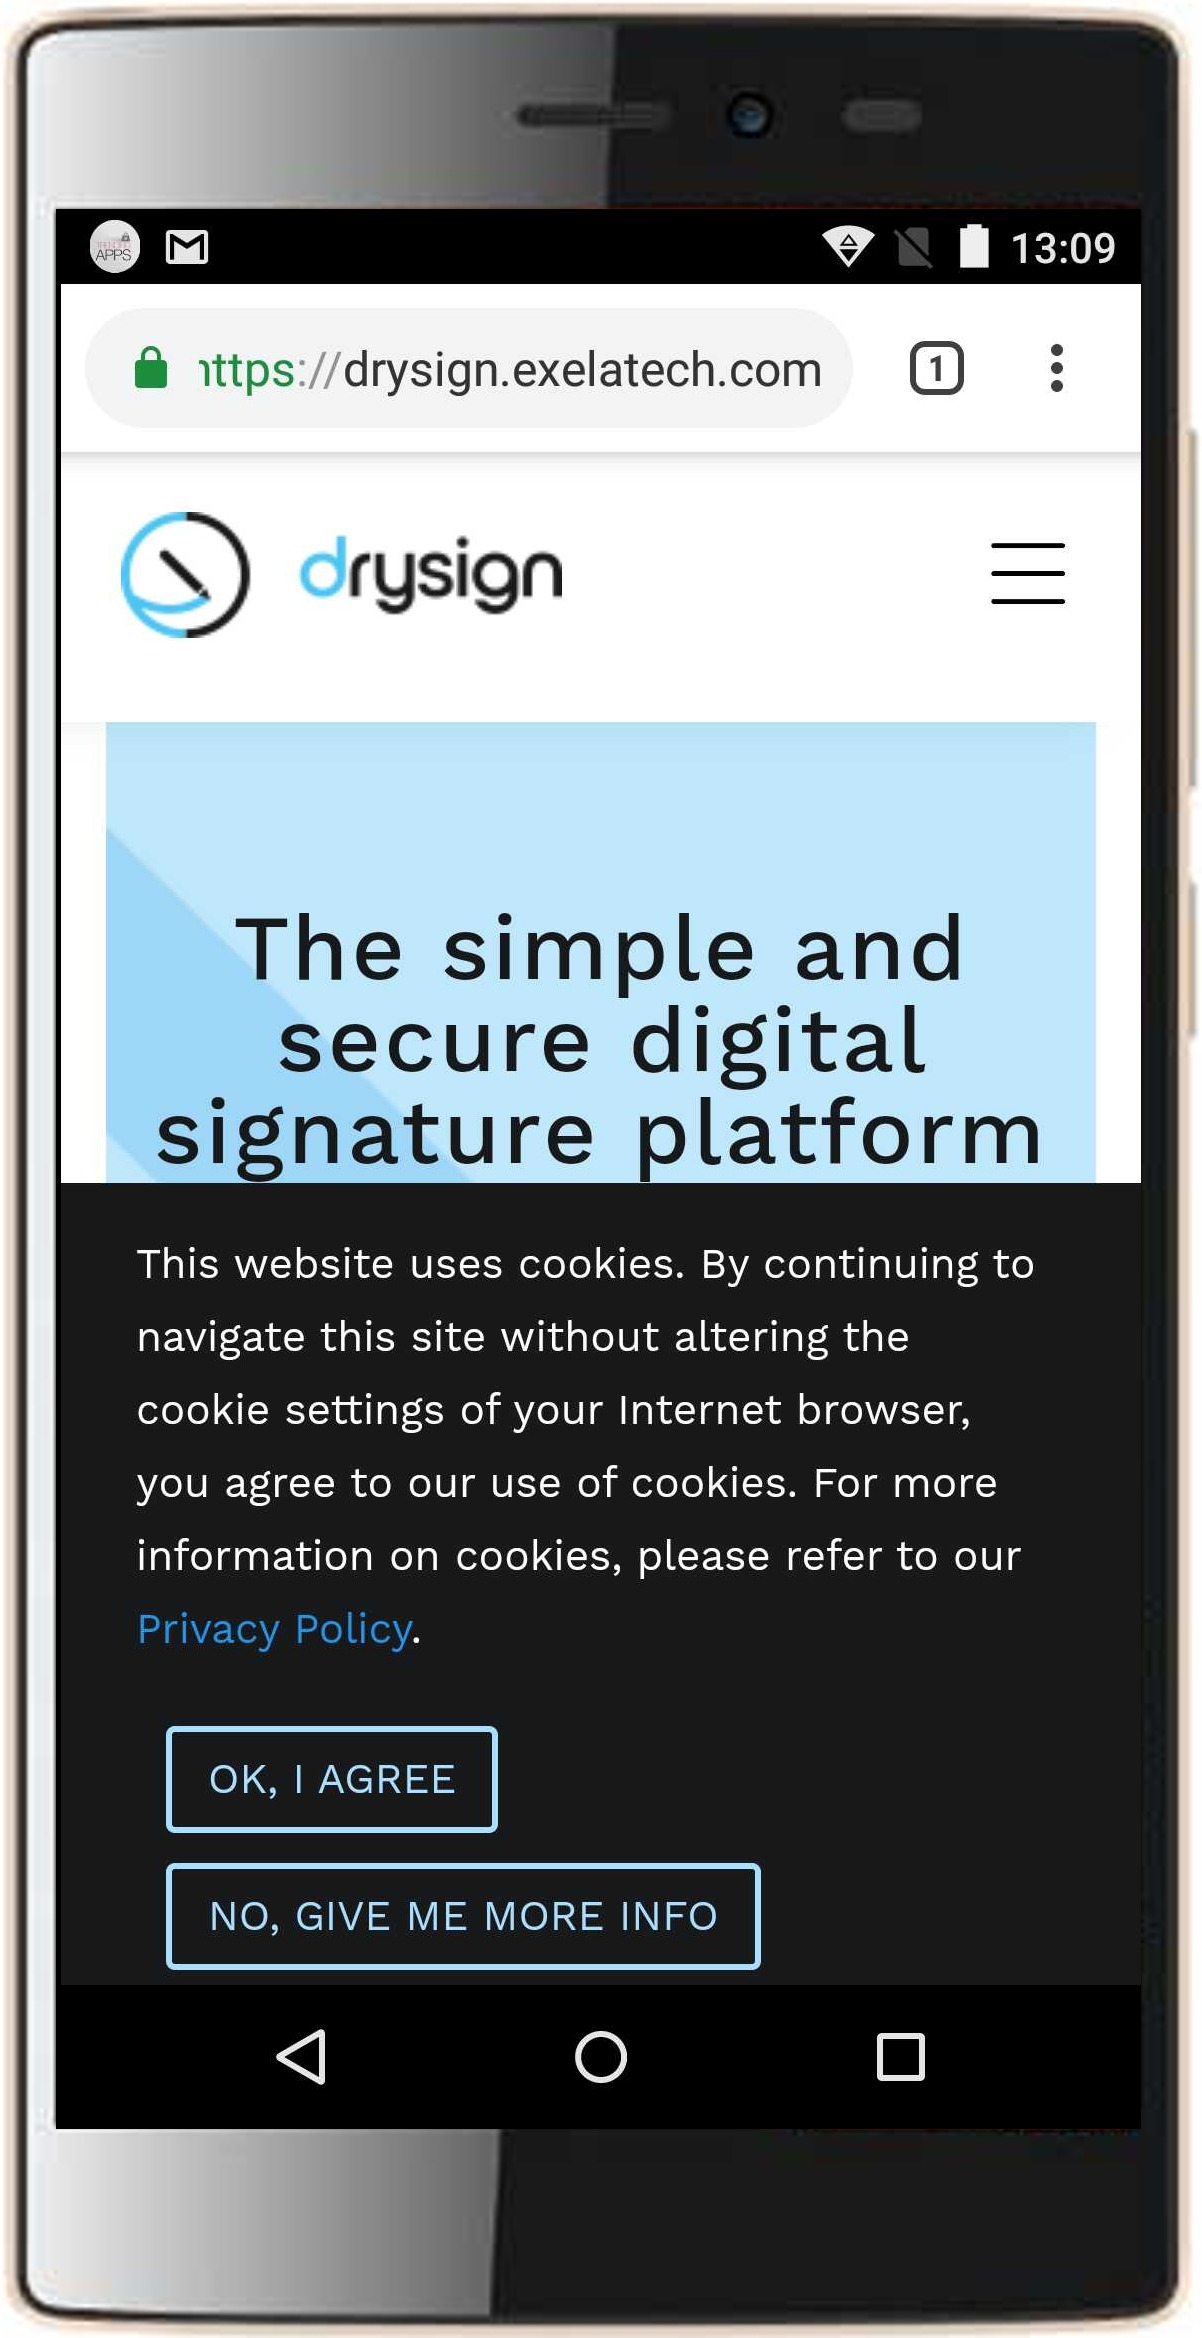 TRENDING
APPS
13:09
https://drysign.exelatech.com
1
drysign
The simple and
secure digital
signature platform
This website uses cookies. By continuing to
navigate this site without altering the
cookie settings of your Internet browser,
you agree to our use of cookies. For more
information on cookies, please refer to our
Privacy Policy.
OK, I AGREE
NO, GIVE ME MORE INFO